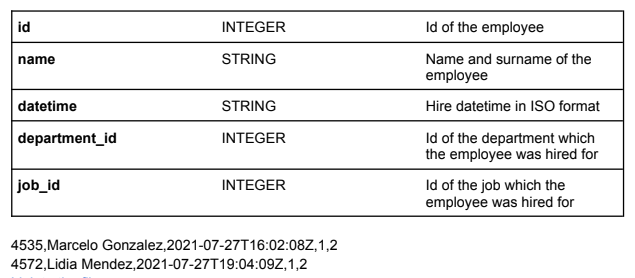 id INTEGER Id of the employee
name STRING Name and surname of the
employee
datetime STRING Hire datetime in ISO format
department_id INTEGER Id of the department which
the employee was hired for
job_id INTEGER Id of the job which the
employee was hired for
4535,Marcelo Gonzalez,2021-07-27T16:02:08Z,1,2
4572,Lidia Mendez,2021-07-27T19:04:09Z,1,2